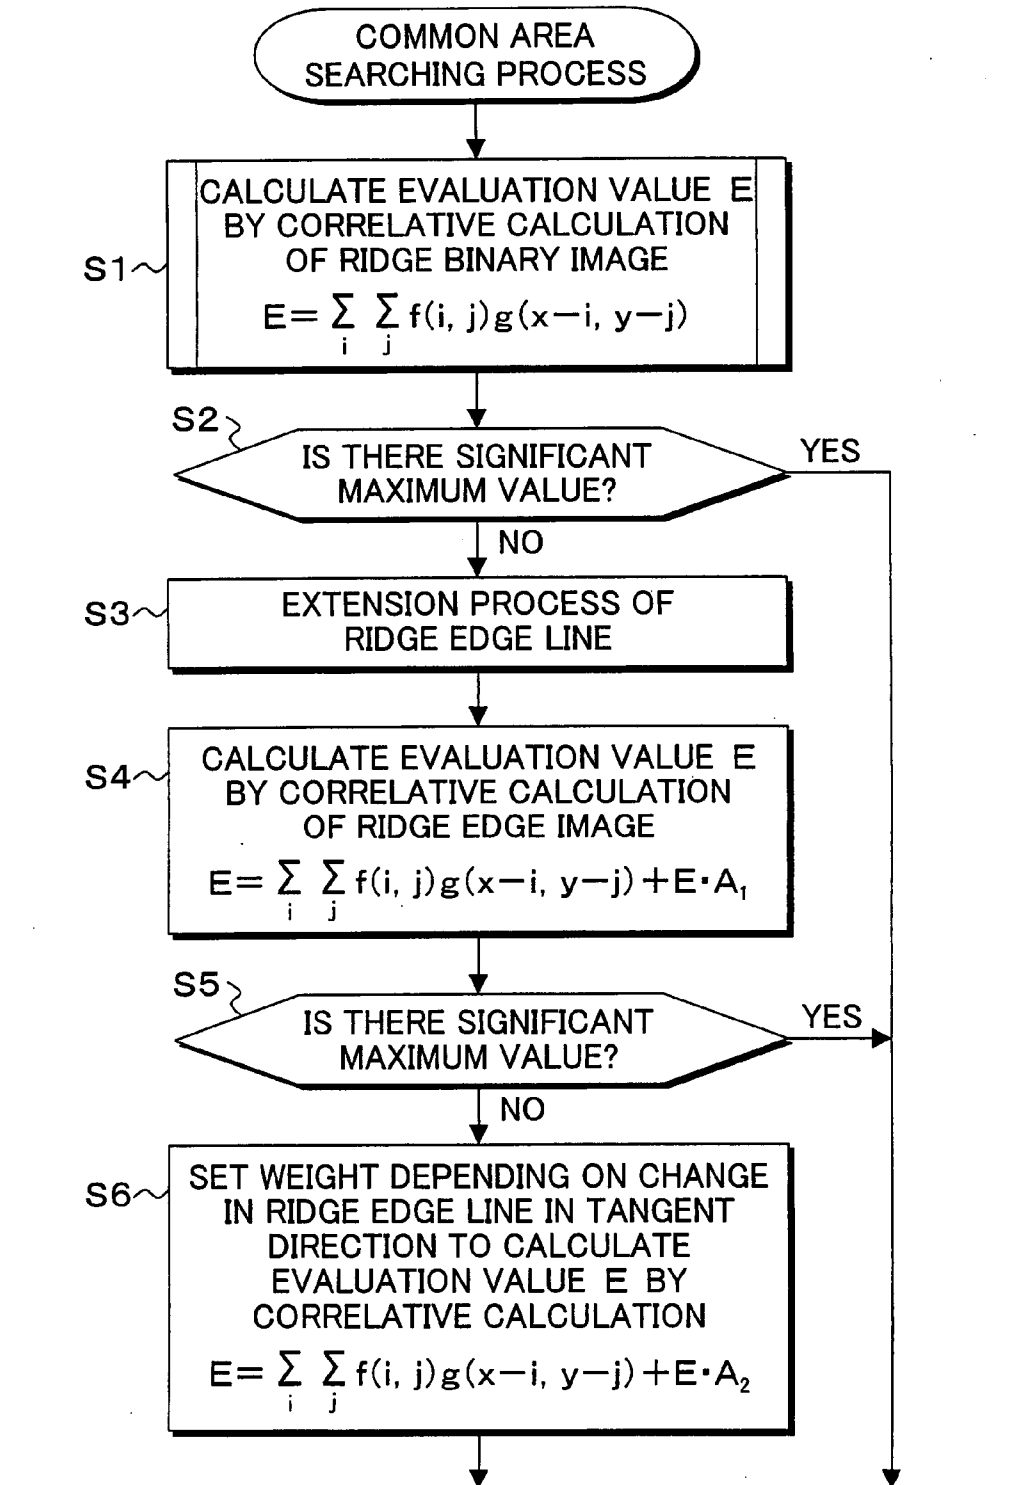 COMMON AREA
SEARCHING PROCESS
CALCULATE EVALUATION VALUE E
BY CORRELATIVE CALCULATION
OF RIDGE BINARY IMAGE
E=∑ ∑ f(i, j)g(x−i, y−j)
i j
S1
S2
IS THERE SIGNIFICANT
MAXIMUM VALUE?
YES
NO
S3
EXTENSION PROCESS OF
RIDGE EDGE LINE
S4
CALCULATE EVALUATION VALUE E
BY CORRELATIVE CALCULATION
OF RIDGE EDGE IMAGE
E=∑ ∑ f(i, j)g(x−i, y−j)+E·A₁
i j
S5
IS THERE SIGNIFICANT
MAXIMUM VALUE?
YES
NO
S6
SET WEIGHT DEPENDING ON CHANGE
IN RIDGE EDGE LINE IN TANGENT
DIRECTION TO CALCULATE
EVALUATION VALUE E BY
CORRELATIVE CALCULATION
E=∑ ∑ f(i, j)g(x−i, y−j)+E·A₂
i j